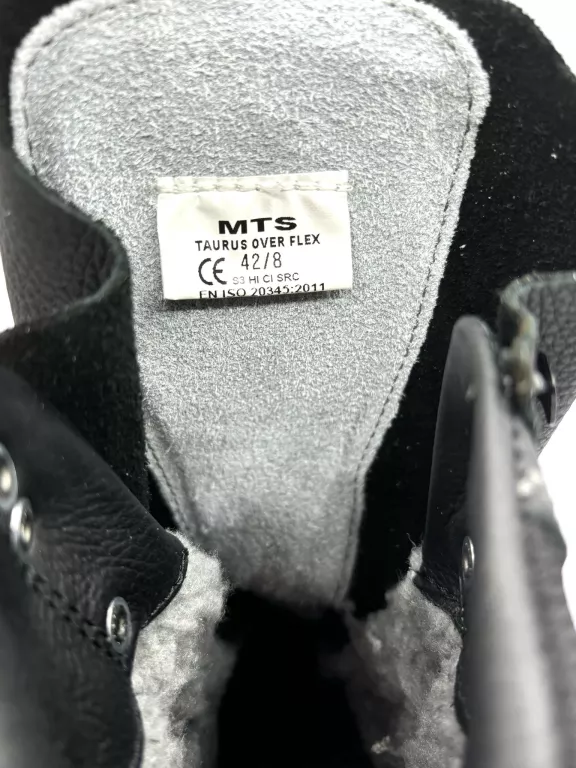 MTS
TAURUS OVER FLEX
CE 42/8
S3 HI CI SRC
EN ISO 20345:2011